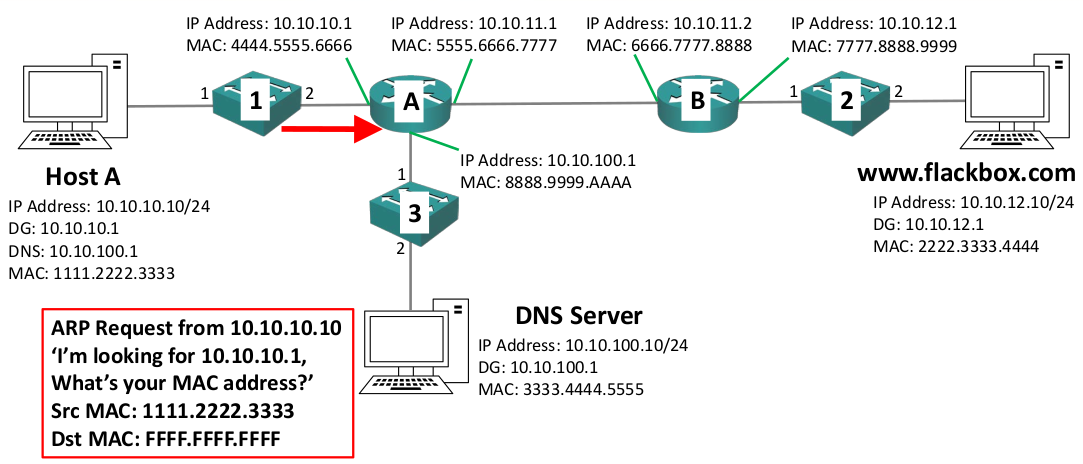 IP Address: 10.10.10.1
MAC: 4444.5555.6666
IP Address: 10.10.11.1
MAC: 5555.6666.7777
IP Address: 10.10.11.2
MAC: 6666.7777.8888
IP Address: 10.10.12.1
MAC: 7777.8888.9999
1
1
2
A
B
1
2
2
Host A
IP Address: 10.10.10.10/24
DG: 10.10.10.1
DNS: 10.10.100.1
MAC: 1111.2222.3333
IP Address: 10.10.100.1
MAC: 8888.9999.AAAA
www.flackbox.com
IP Address: 10.10.12.10/24
DG: 10.10.12.1
MAC: 2222.3333.4444
1
3
2
DNS Server
IP Address: 10.10.100.10/24
DG: 10.10.100.1
MAC: 3333.4444.5555
ARP Request from 10.10.10.10
‘I’m looking for 10.10.10.1,
What’s your MAC address?’
Src MAC: 1111.2222.3333
Dst MAC: FFFF.FFFF.FFFF